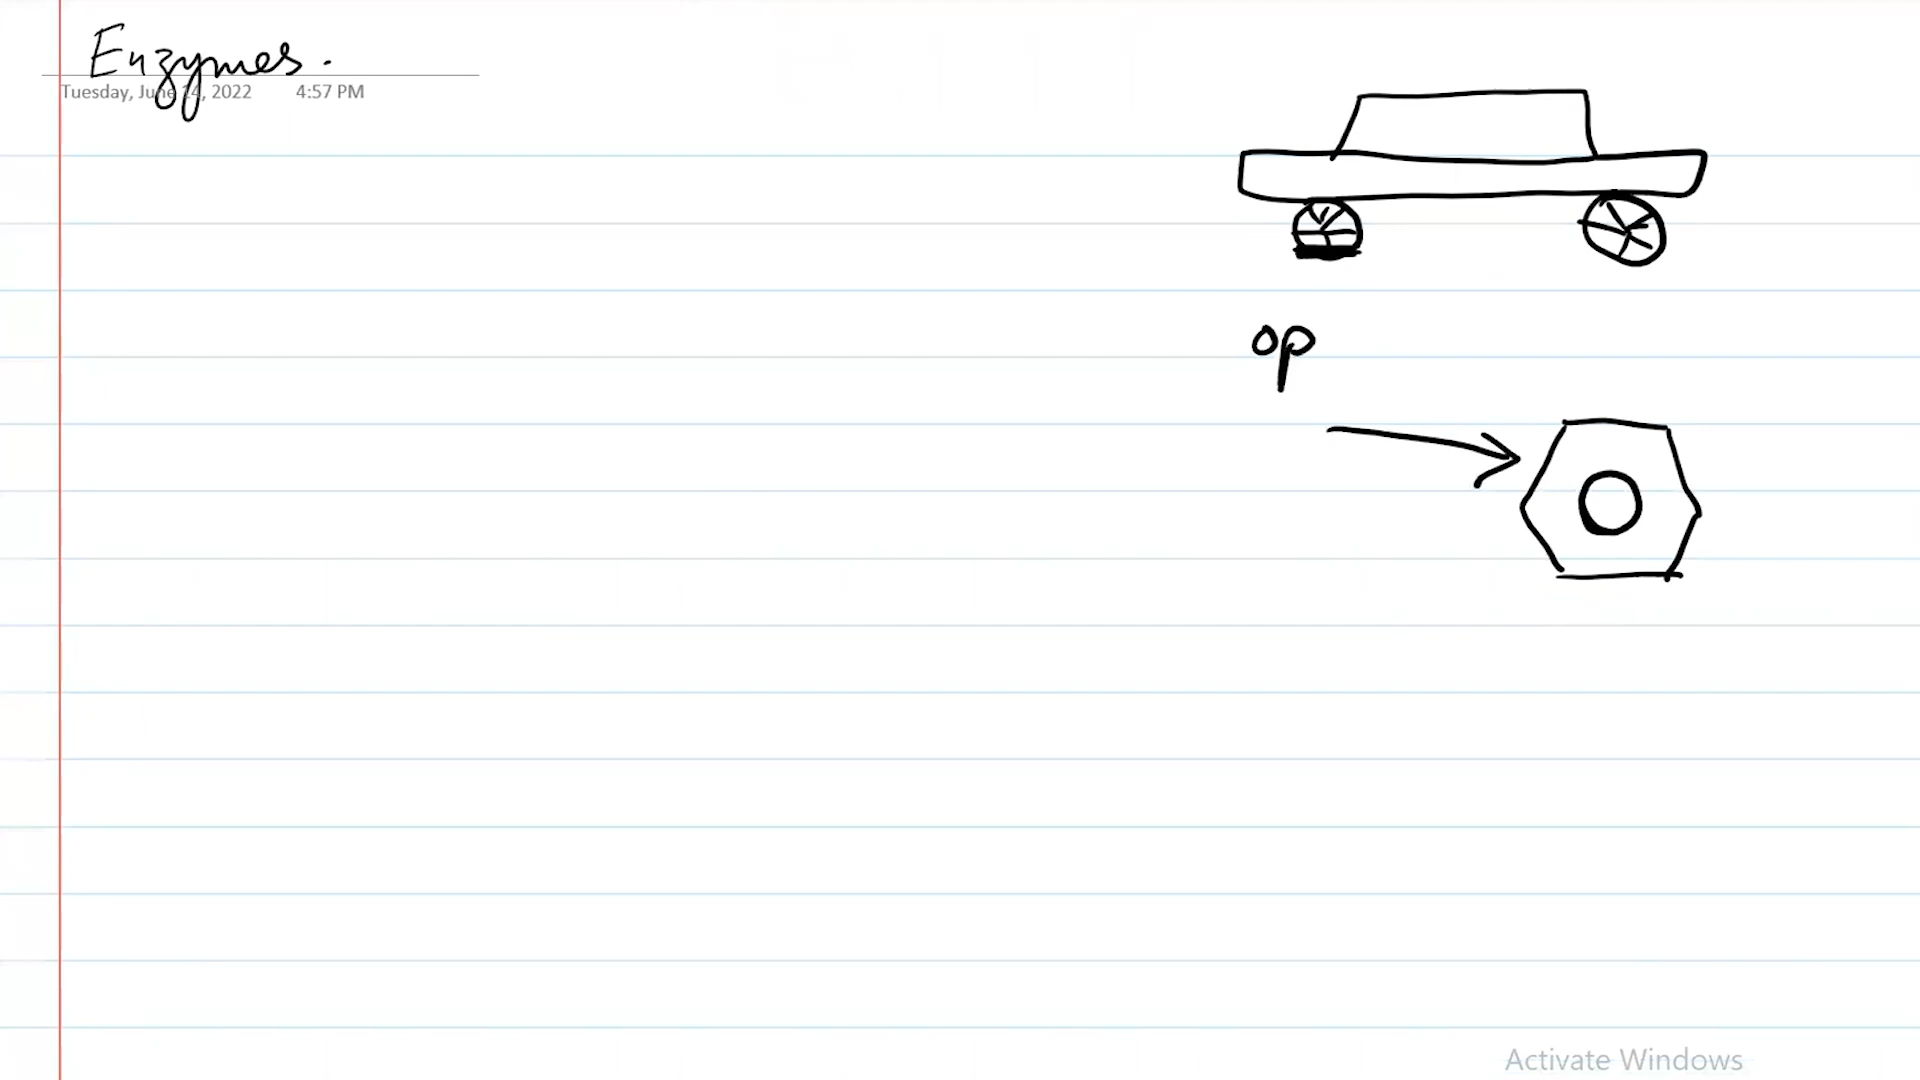 Enzymes.
Tuesday, June 14, 2022 4:57 PM
op
Activate Windows